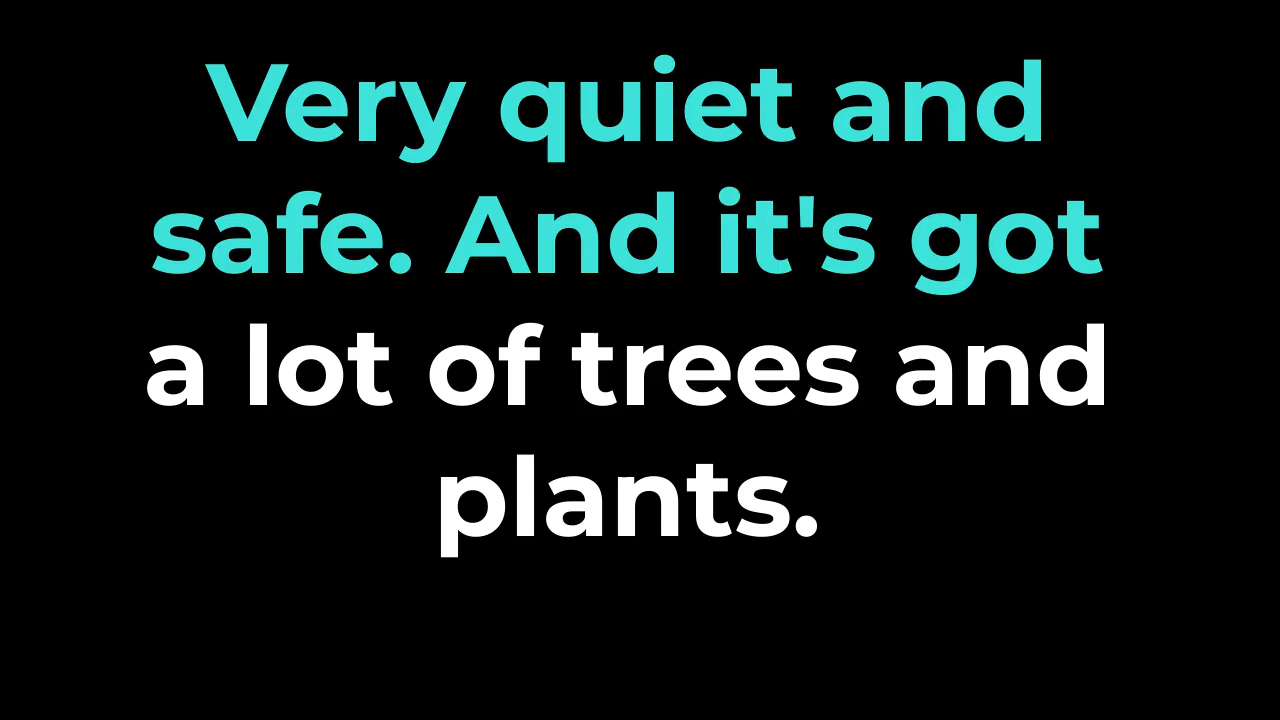 Very quiet and
safe. And it's got
a lot of trees and
plants.